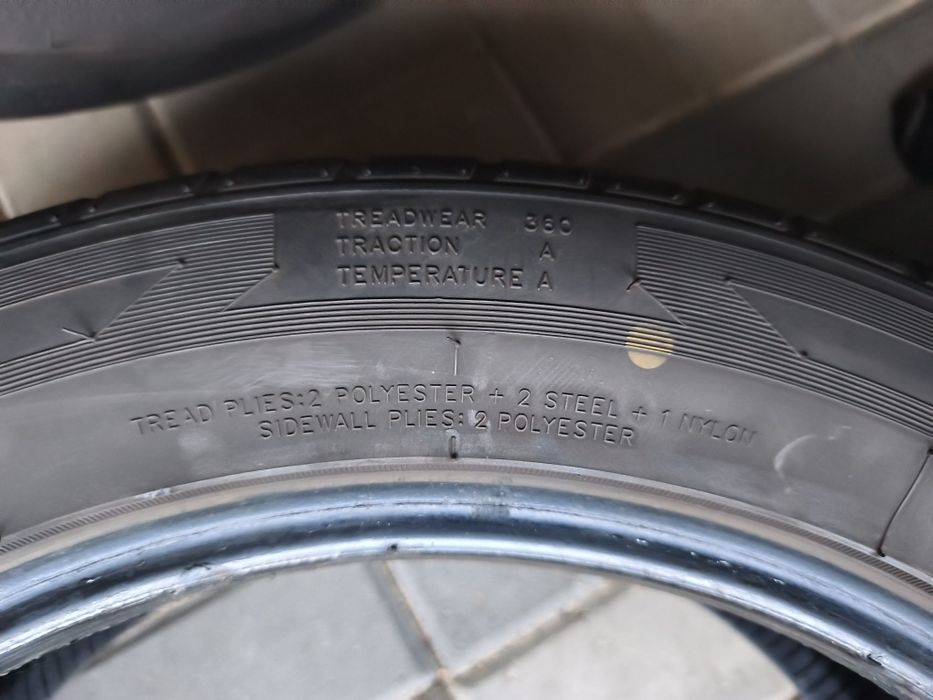 TREADWEAR 360
TRACTION A
TEMPERATURE A
TREAD PLIES:2 POLYESTER + 2 STEEL + 1 NYLON
SIDEWALL PLIES: 2 POLYESTER